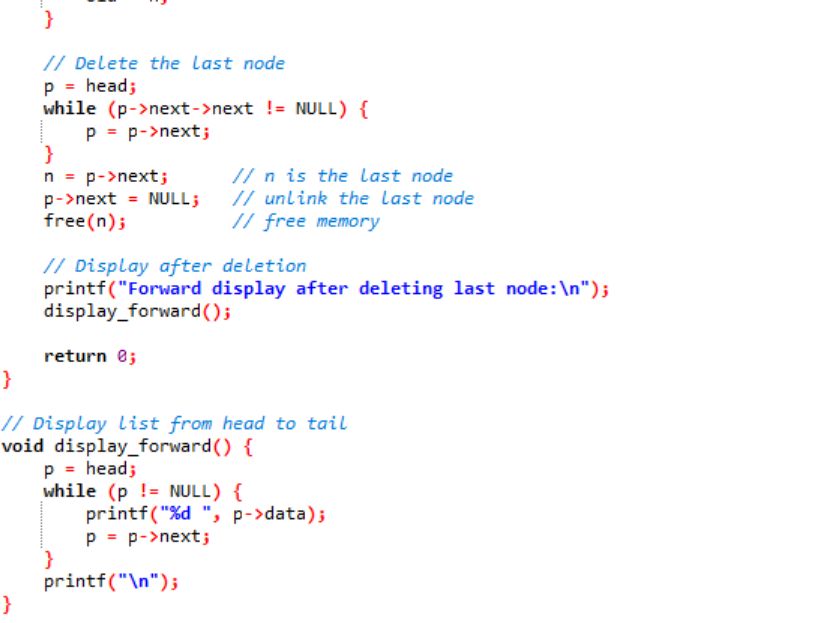 }
// Delete the last node
p = head;
while (p->next->next != NULL) {
p = p->next;
}
n = p->next;      // n is the last node
p->next = NULL;   // unlink the last node
free(n);          // free memory
// Display after deletion
printf("Forward display after deleting last node:\n");
display_forward();
return 0;
}
// Display list from head to tail
void display_forward() {
p = head;
while (p != NULL) {
printf("%d ", p->data);
p = p->next;
}
printf("\n");
}